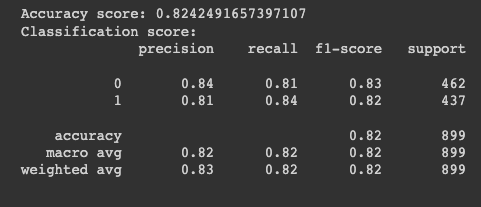 Accuracy score: 0.8242491657397107
Classification score:
precision recall f1-score support
0 0.84 0.81 0.83 462
1 0.81 0.84 0.82 437
accuracy 0.82 899
macro avg 0.82 0.82 0.82 899
weighted avg 0.83 0.82 0.82 899